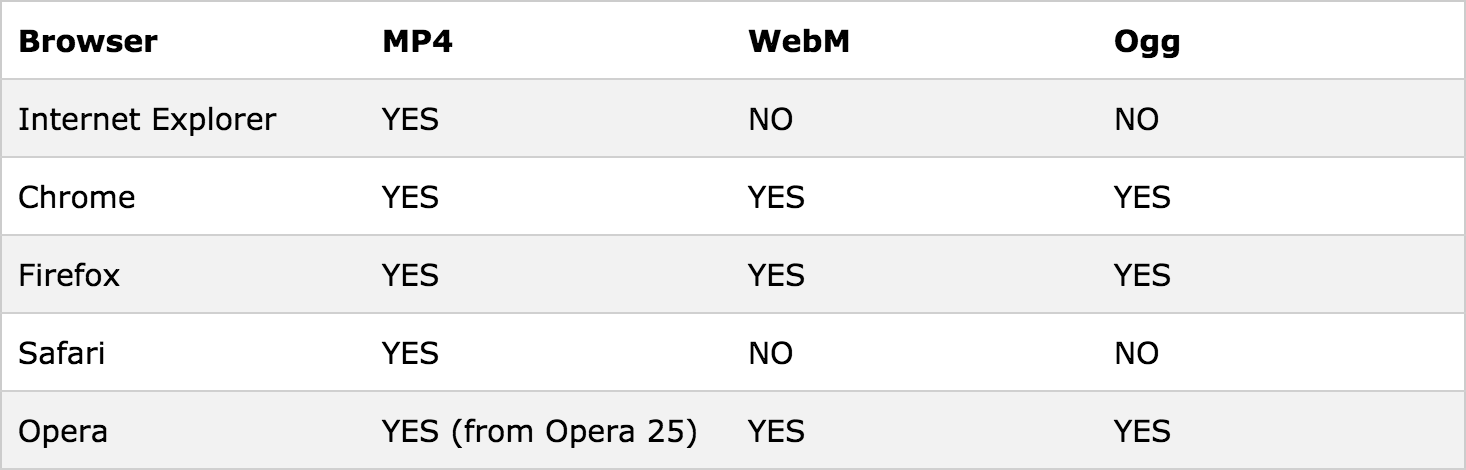 Browser MP4 WebM Ogg
Internet Explorer YES NO NO
Chrome YES YES YES
Firefox YES YES YES
Safari YES NO NO
Opera YES (from Opera 25) YES YES